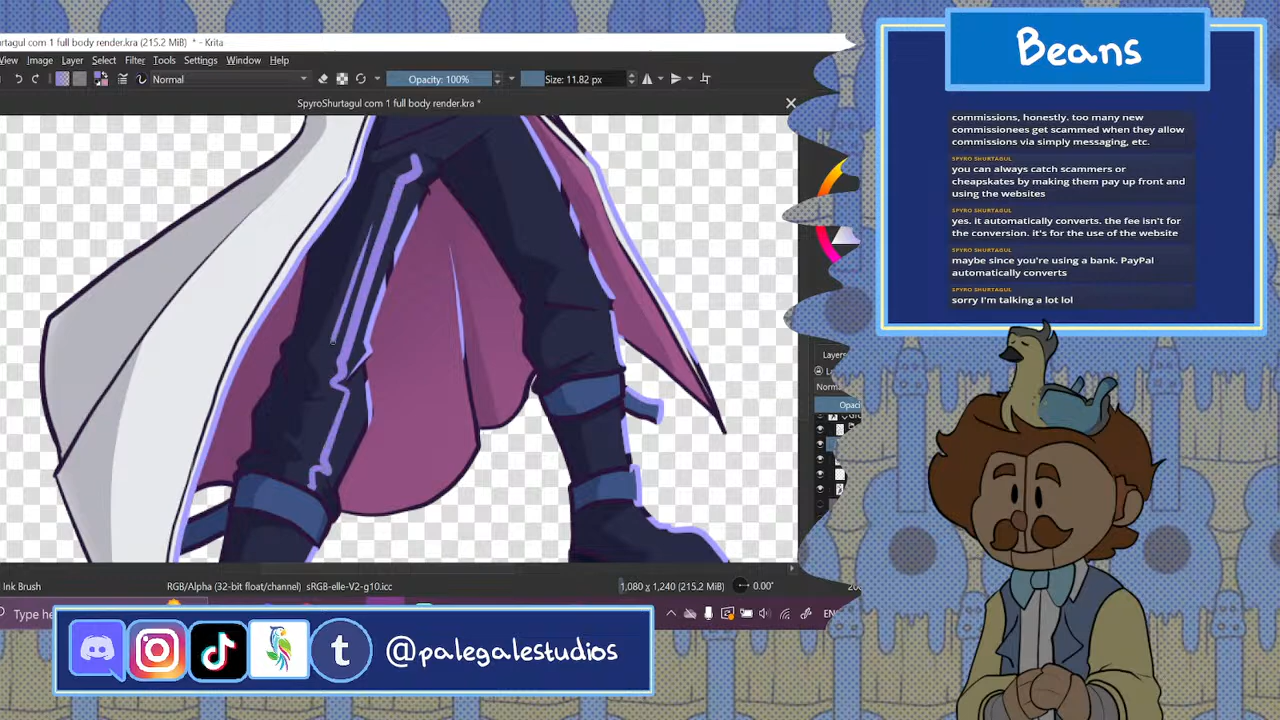 urtagul com 1 full body render.kra (215.2 MiB) * - Krita
View Image Layer Select Filter Tools Settings Window Help
Normal Opacity: 100% Size: 11.82 px
SpyroShurtagul com 1 full body render.kra *
Beans
commissions, honestly. too many new
commissionees get scammed when they allow
commissions via simply messaging, etc.
SPYRO SHURTAGUL
you can always catch scammers or
cheapskates by making them pay up front and
using the websites
SPYRO SHURTAGUL
yes. it automatically converts. the fee isn't for
the conversion. it's for the use of the website
SPYRO SHURTAGUL
maybe since you're using a bank. PayPal
automatically converts
SPYRO SHURTAGUL
sorry I'm talking a lot lol
Layers
Norm
Opaci
Ink Brush RGB/Alpha (32-bit float/channel) sRGB-elle-V2-g10.icc 1,080 x 1,240 (215.2 MiB) 0.00°
Type he
EN
t @palegalestudios